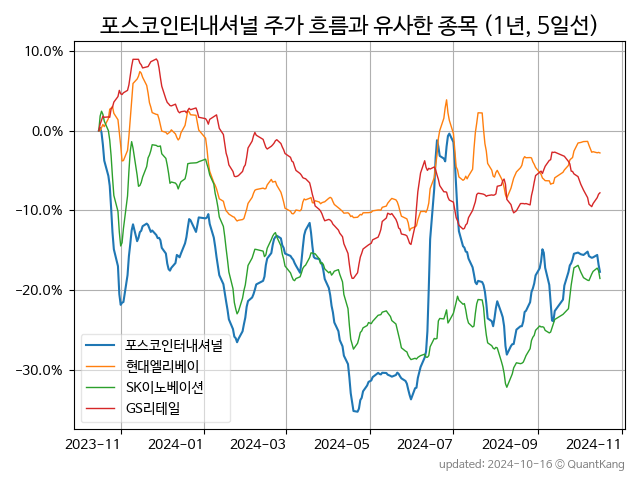 포스코인터내셔널 주가 흐름과 유사한 종목 (1년, 5일선)
10.0%
0.0%
-10.0%
-20.0%
-30.0%
포스코인터내셔널
현대엘리베이
SK이노베이션
GS리테일
2023-11 2024-01 2024-03 2024-05 2024-07 2024-09 2024-11
updated: 2024-10-16 © QuantKang